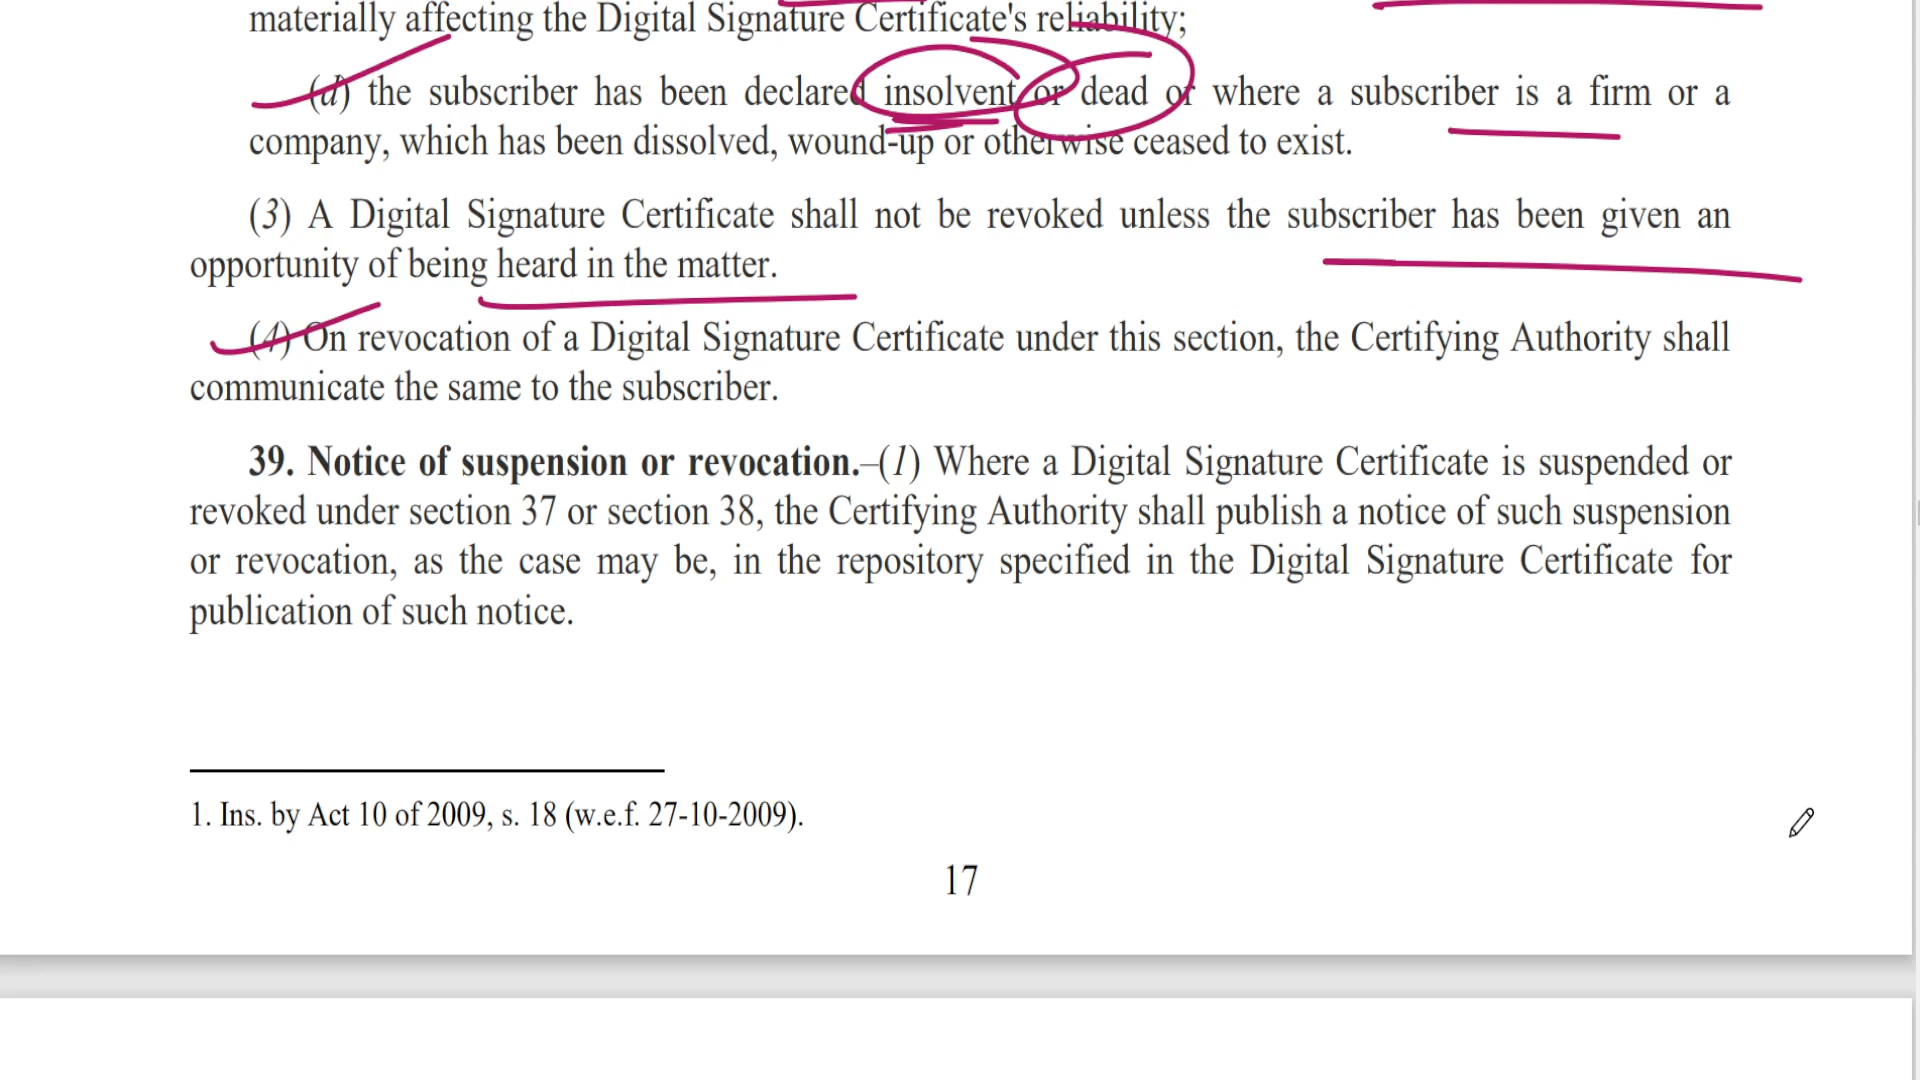 materially affecting the Digital Signature Certificate's reliability;
(d) the subscriber has been declared insolvent or dead or where a subscriber is a firm or a
company, which has been dissolved, wound-up or otherwise ceased to exist.
(3) A Digital Signature Certificate shall not be revoked unless the subscriber has been given an
opportunity of being heard in the matter.
(4) On revocation of a Digital Signature Certificate under this section, the Certifying Authority shall
communicate the same to the subscriber.
39. Notice of suspension or revocation.–(1) Where a Digital Signature Certificate is suspended or
revoked under section 37 or section 38, the Certifying Authority shall publish a notice of such suspension
or revocation, as the case may be, in the repository specified in the Digital Signature Certificate for
publication of such notice.
1. Ins. by Act 10 of 2009, s. 18 (w.e.f. 27-10-2009).
17